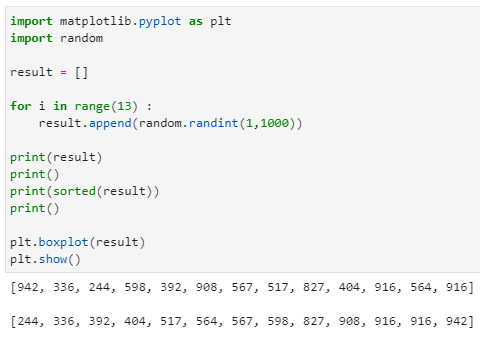 import matplotlib.pyplot as plt
import random
result = []
for i in range(13) :
    result.append(random.randint(1,1000))
print(result)
print()
print(sorted(result))
print()
plt.boxplot(result)
plt.show()
[942, 336, 244, 598, 392, 908, 567, 517, 827, 404, 916, 564, 916]
[244, 336, 392, 404, 517, 564, 567, 598, 827, 908, 916, 916, 942]